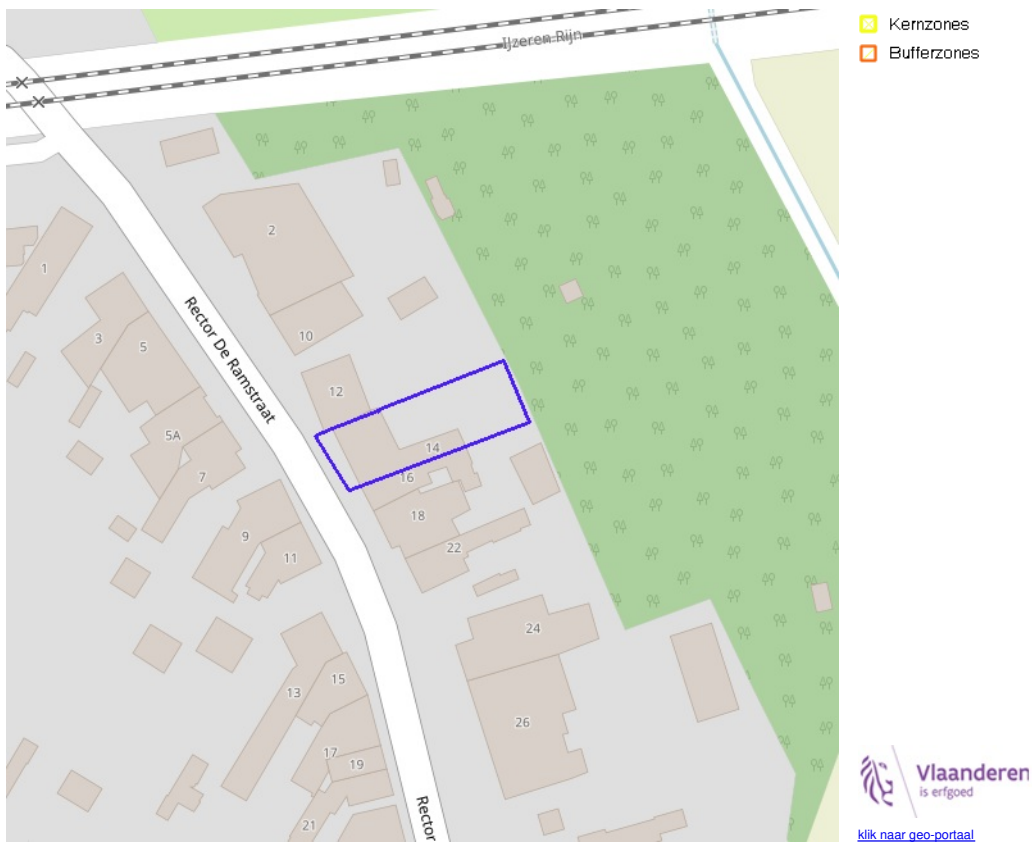 Ijzeren Rijn
Kernzones
Bufferzones
2
1
Rector De Ramstraat
10
3
5
12
5A
14
7
16
18
9
22
11
24
15
13
26
17
19
Rector
21
Vlaanderen
is erfgoed
klik naar geo-portaal